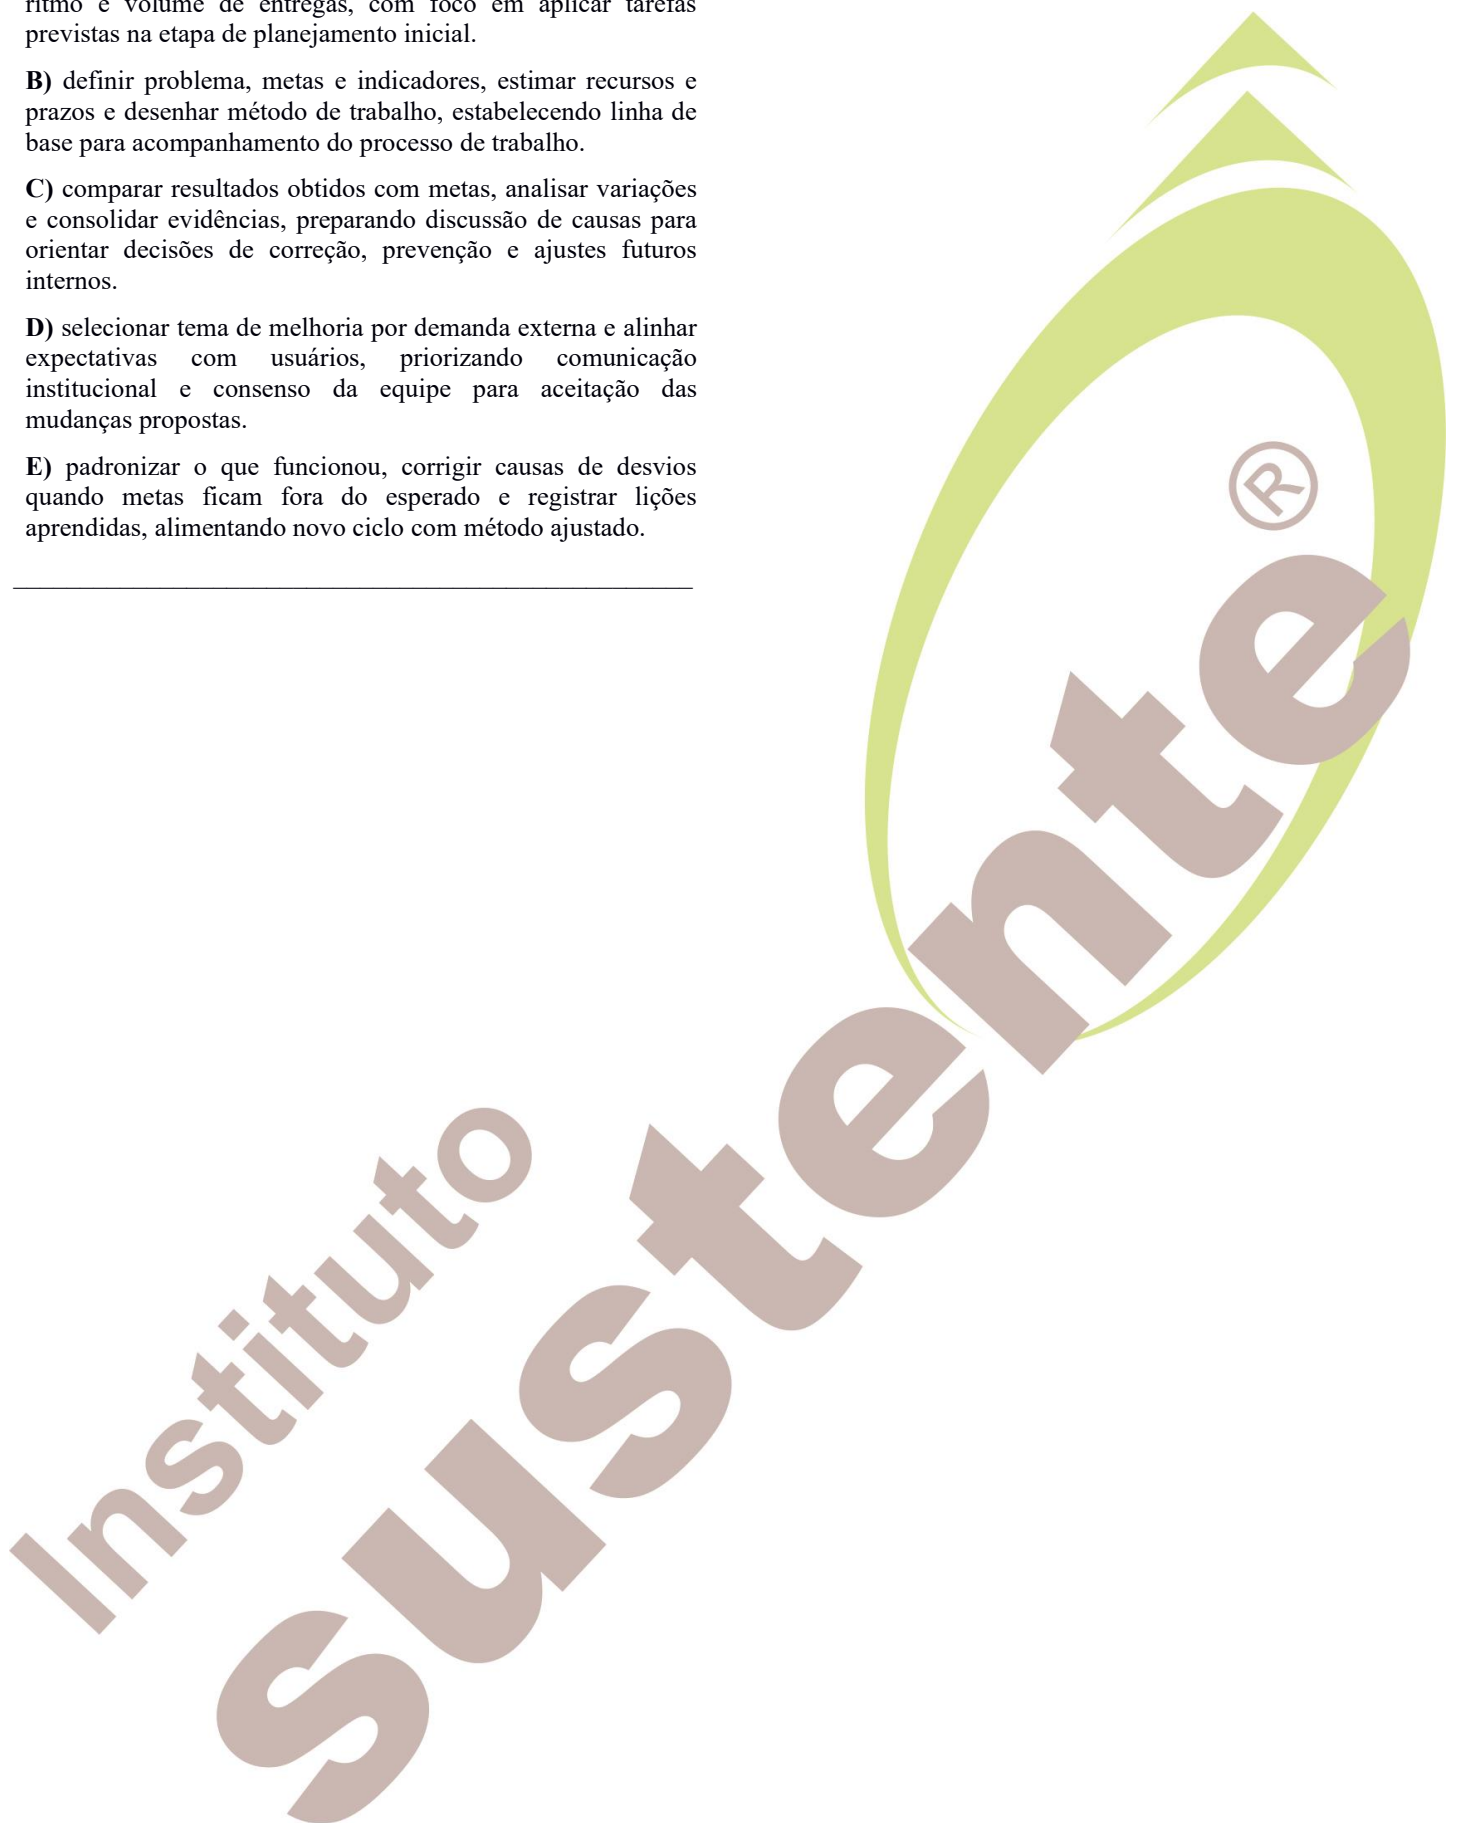 ritmo e volume de entregas, com foco em aplicar tarefas
previstas na etapa de planejamento inicial.
B) definir problema, metas e indicadores, estimar recursos e
prazos e desenhar método de trabalho, estabelecendo linha de
base para acompanhamento do processo de trabalho.
C) comparar resultados obtidos com metas, analisar variações
e consolidar evidências, preparando discussão de causas para
orientar decisões de correção, prevenção e ajustes futuros
internos.
D) selecionar tema de melhoria por demanda externa e alinhar
expectativas com usuários, priorizando comunicação
institucional e consenso da equipe para aceitação das
mudanças propostas.
E) padronizar o que funcionou, corrigir causas de desvios
quando metas ficam fora do esperado e registrar lições
aprendidas, alimentando novo ciclo com método ajustado.
Instituto
sustente®